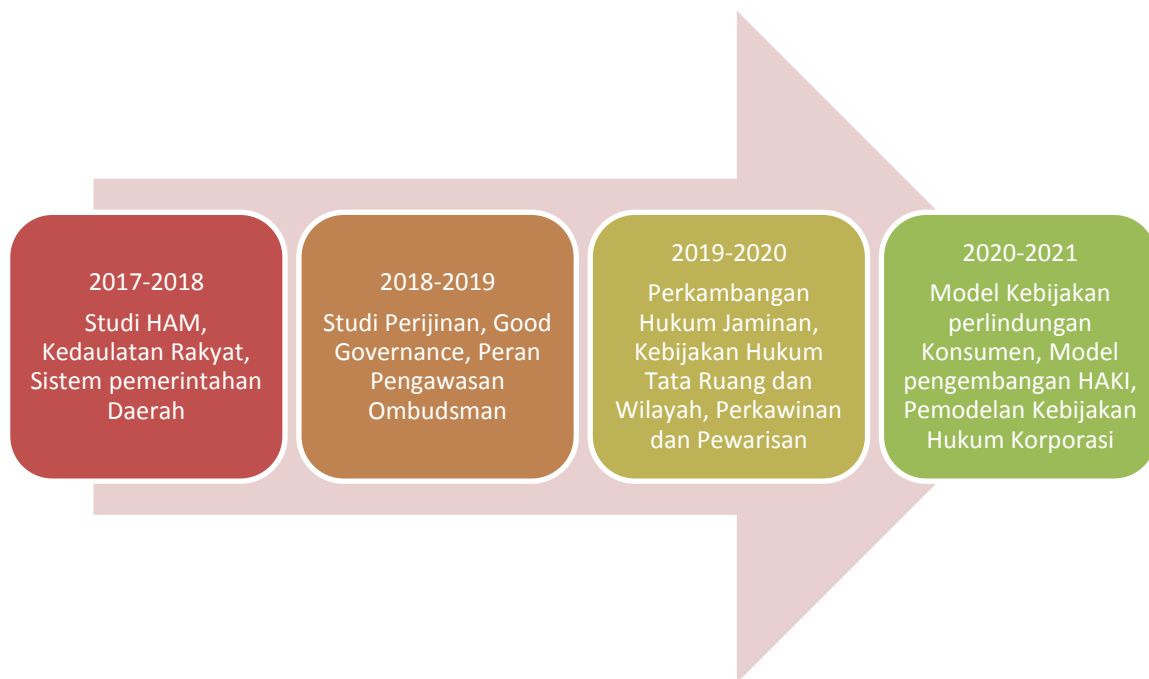 2017-2018
Studi HAM,
Kedaulatan Rakyat,
Sistem pemerintahan
Daerah
2018-2019
Studi Perijinan, Good
Governance, Peran
Pengawasan
Ombudsman
2019-2020
Perkambangan
Hukum Jaminan,
Kebijakan Hukum
Tata Ruang dan
Wilayah, Perkawinan
dan Pewarisan
2020-2021
Model Kebijakan
perlindungan
Konsumen, Model
pengembangan HAKI,
Pemodelan Kebijakan
Hukum Korporasi